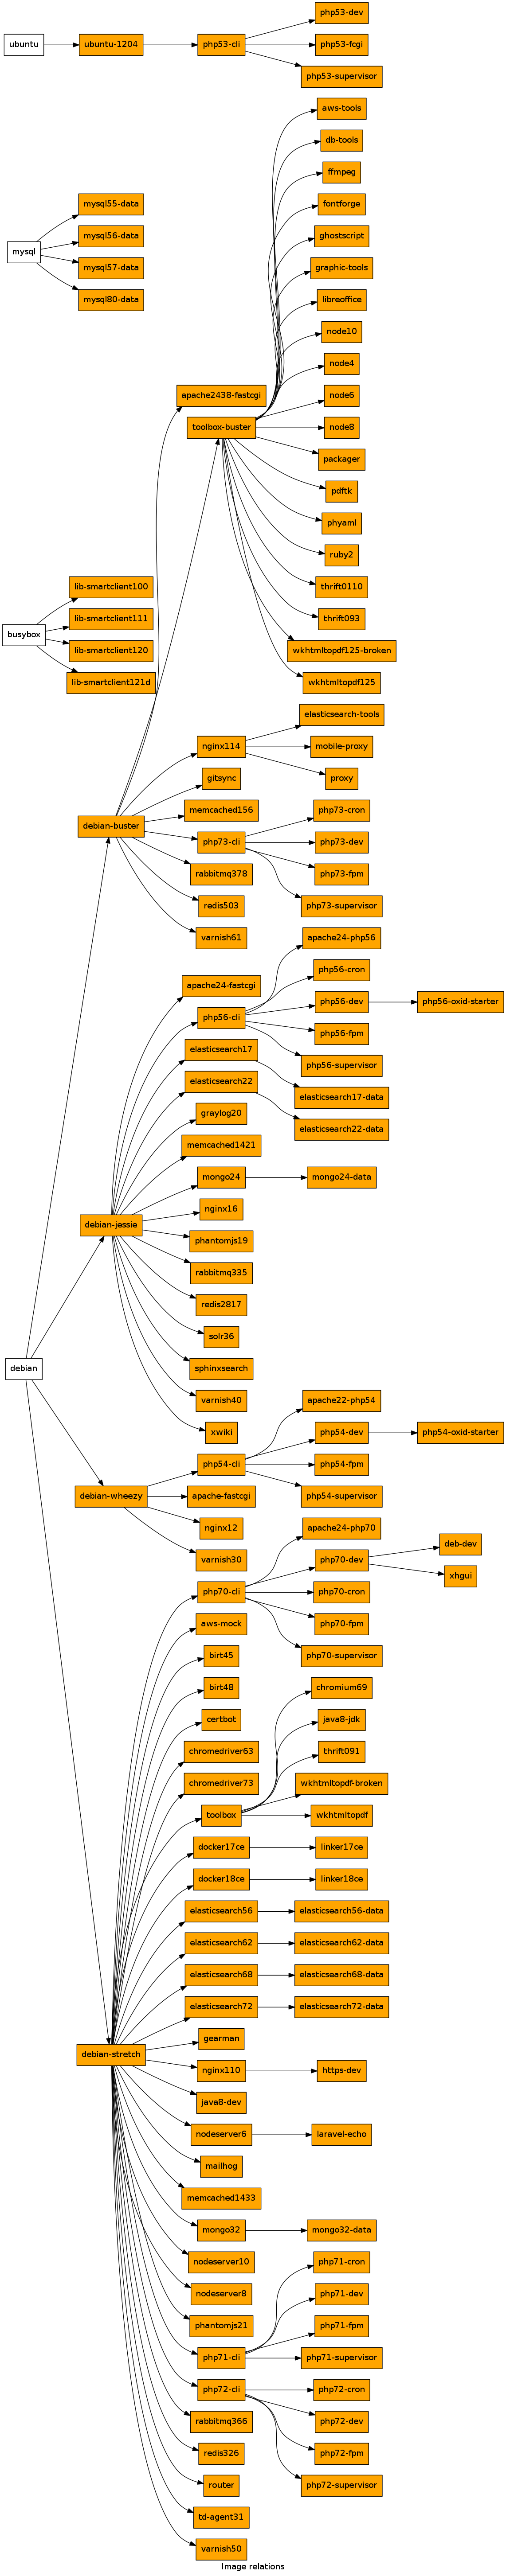 php53-dev
ubuntu
ubuntu-1204
php53-cli
php53-fcgi
php53-supervisor
aws-tools
db-tools
ffmpeg
mysql55-data
fontforge
mysql56-data
ghostscript
mysql
mysql57-data
graphic-tools
mysql80-data
libreoffice
node10
node4
apache2438-fastcgi
node6
toolbox-buster
node8
packager
pdftk
phyaml
ruby2
lib-smartclient100
thrift0110
lib-smartclient111
thrift093
busybox
lib-smartclient120
wkhtmltopdf125-broken
lib-smartclient121d
wkhtmltopdf125
elasticsearch-tools
nginx114
mobile-proxy
gitsync
proxy
memcached156
php73-cron
debian-buster
php73-cli
php73-dev
rabbitmq378
php73-fpm
redis503
php73-supervisor
varnish61
apache24-php56
php56-cron
apache24-fastcgi
php56-dev
php56-oxid-starter
php56-cli
php56-fpm
elasticsearch17
php56-supervisor
elasticsearch22
elasticsearch17-data
graylog20
elasticsearch22-data
memcached1421
mongo24
mongo24-data
nginx16
debian-jessie
phantomjs19
rabbitmq335
redis2817
solr36
debian
sphinxsearch
varnish40
apache22-php54
xwiki
php54-dev
php54-oxid-starter
php54-cli
php54-fpm
debian-wheezy
apache-fastcgi
php54-supervisor
nginx12
apache24-php70
deb-dev
varnish30
php70-dev
xhgui
php70-cli
php70-cron
aws-mock
php70-fpm
birt45
php70-supervisor
birt48
chromium69
certbot
java8-jdk
chromedriver63
thrift091
chromedriver73
wkhtmltopdf-broken
toolbox
wkhtmltopdf
docker17ce
linker17ce
docker18ce
linker18ce
elasticsearch56
elasticsearch56-data
elasticsearch62
elasticsearch62-data
elasticsearch68
elasticsearch68-data
elasticsearch72
elasticsearch72-data
gearman
debian-stretch
nginx110
https-dev
java8-dev
nodeserver6
laravel-echo
mailhog
memcached1433
mongo32
mongo32-data
nodeserver10
php71-cron
nodeserver8
php71-dev
phantomjs21
php71-fpm
php71-cli
php71-supervisor
php72-cli
php72-cron
rabbitmq366
php72-dev
redis326
php72-fpm
router
php72-supervisor
td-agent31
varnish50
Image relations